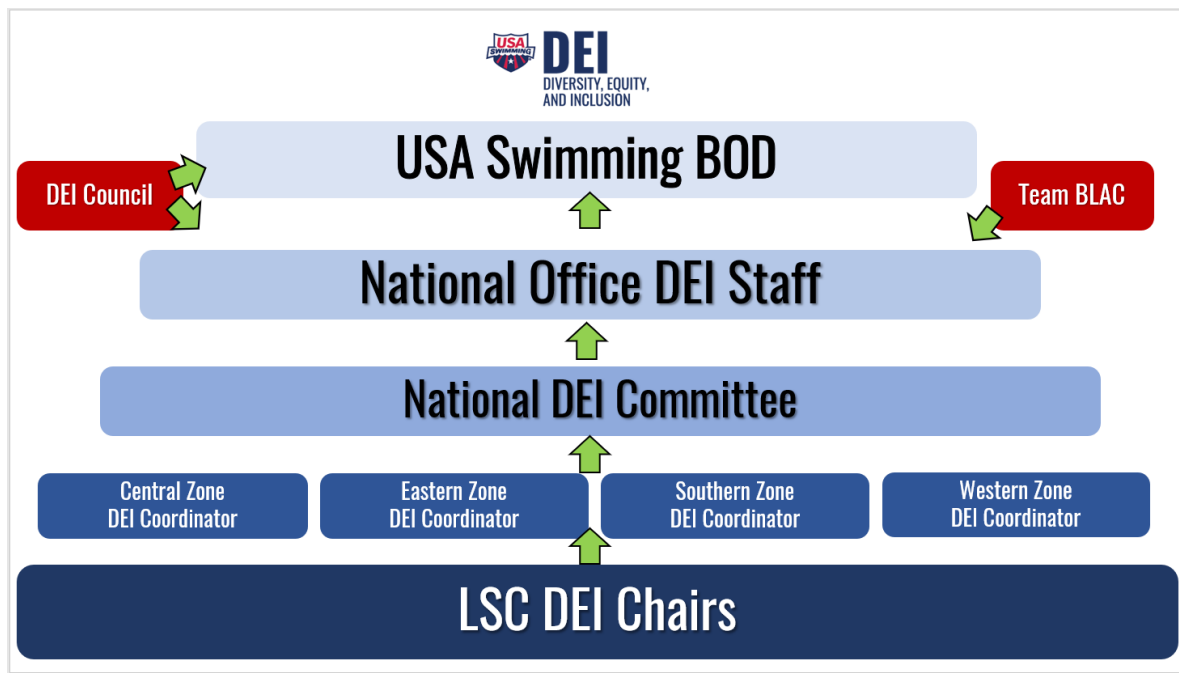 USA
SWIMMING
DEI
DIVERSITY, EQUITY,
AND INCLUSION
USA Swimming BOD
DEI Council
Team BLAC
National Office DEI Staff
National DEI Committee
Central Zone
DEI Coordinator
Eastern Zone
DEI Coordinator
Southern Zone
DEI Coordinator
Western Zone
DEI Coordinator
LSC DEI Chairs